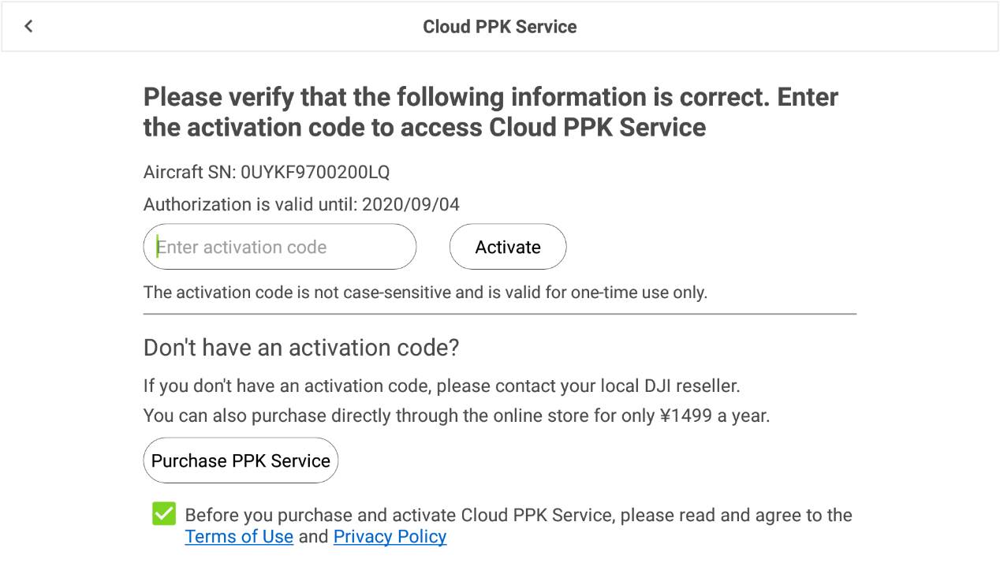 Cloud PPK Service
Please verify that the following information is correct. Enter
the activation code to access Cloud PPK Service
Aircraft SN: 0UYKF9700200LQ
Authorization is valid until: 2020/09/04
Enter activation code
Activate
The activation code is not case-sensitive and is valid for one-time use only.
Don't have an activation code?
If you don't have an activation code, please contact your local DJI reseller.
You can also purchase directly through the online store for only ¥1499 a year.
Purchase PPK Service
Before you purchase and activate Cloud PPK Service, please read and agree to the
Terms of Use and Privacy Policy